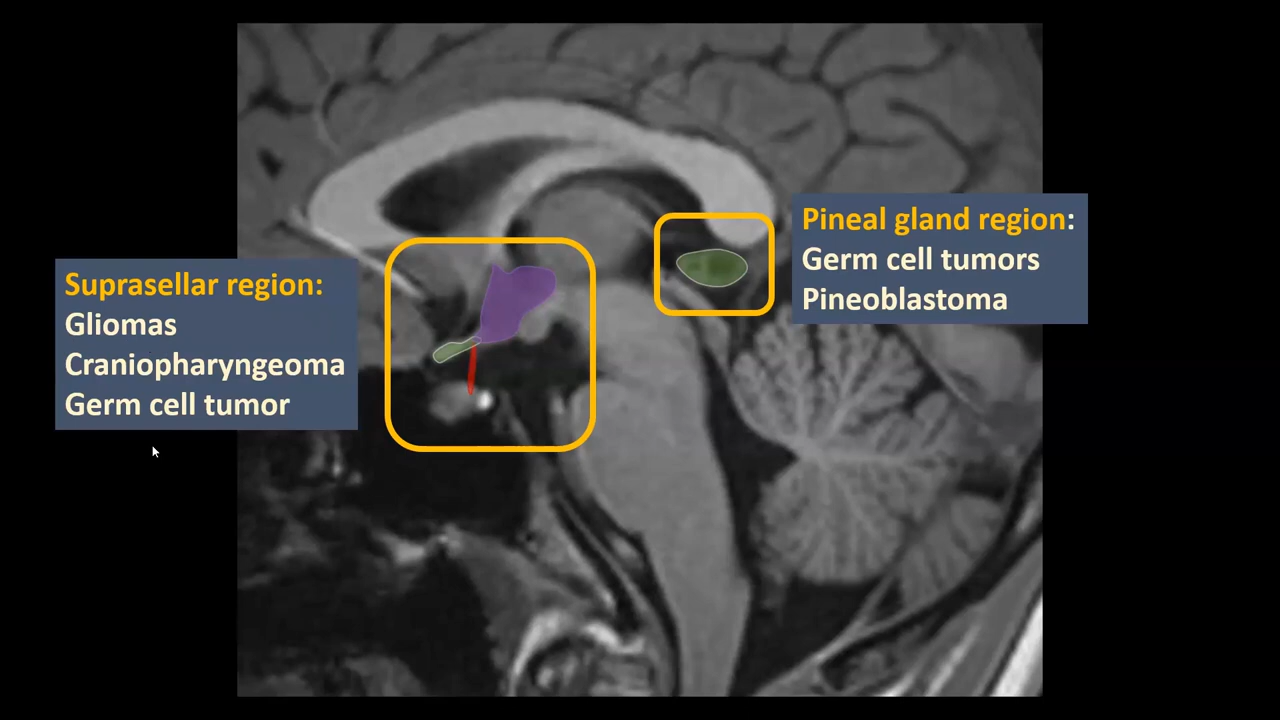 Suprasellar region:
Gliomas
Craniopharyngeoma
Germ cell tumor
Pineal gland region:
Germ cell tumors
Pineoblastoma